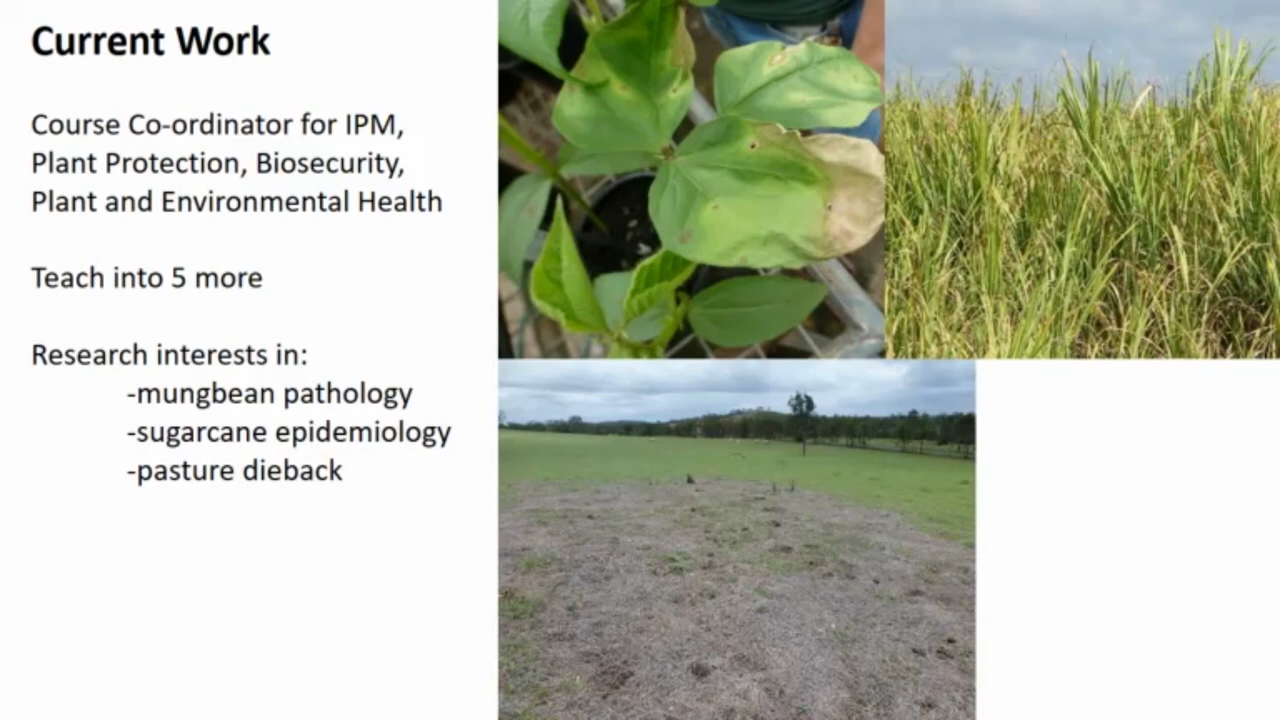 Current Work
Course Co-ordinator for IPM,
Plant Protection, Biosecurity,
Plant and Environmental Health
Teach into 5 more
Research interests in:
-mungbean pathology
-sugarcane epidemiology
-pasture dieback